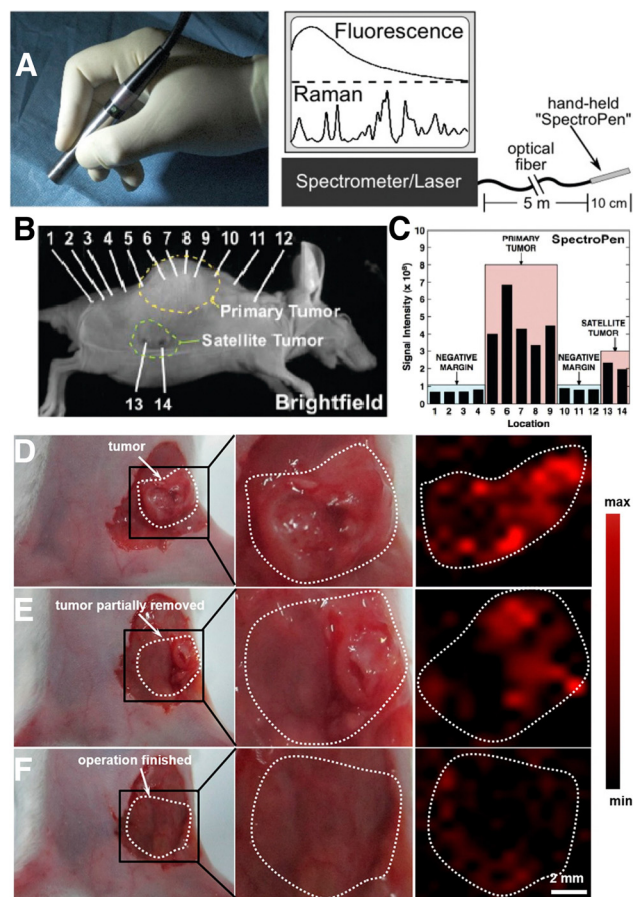 A
Fluorescence
Raman
Spectrometer/Laser
optical
fiber
5 m
hand-held
"SpectroPen"
10 cm
B
1 2 3 4 5 6 7 8 9 10 11 12
Primary Tumor
Satellite Tumor
13 14
Brightfield
C
SpectroPen
Signal Intensity (x 10⁸)
10
9
8
7
6
5
4
3
2
1
0
PRIMARY
TUMOR
SATELLITE
TUMOR
NEGATIVE
MARGIN
NEGATIVE
MARGIN
1 2 3 4 5 6 7 8 9 10 11 12 13 14
Location
D
tumor
E
tumor partially removed
F
operation finished
2 mm
max
min